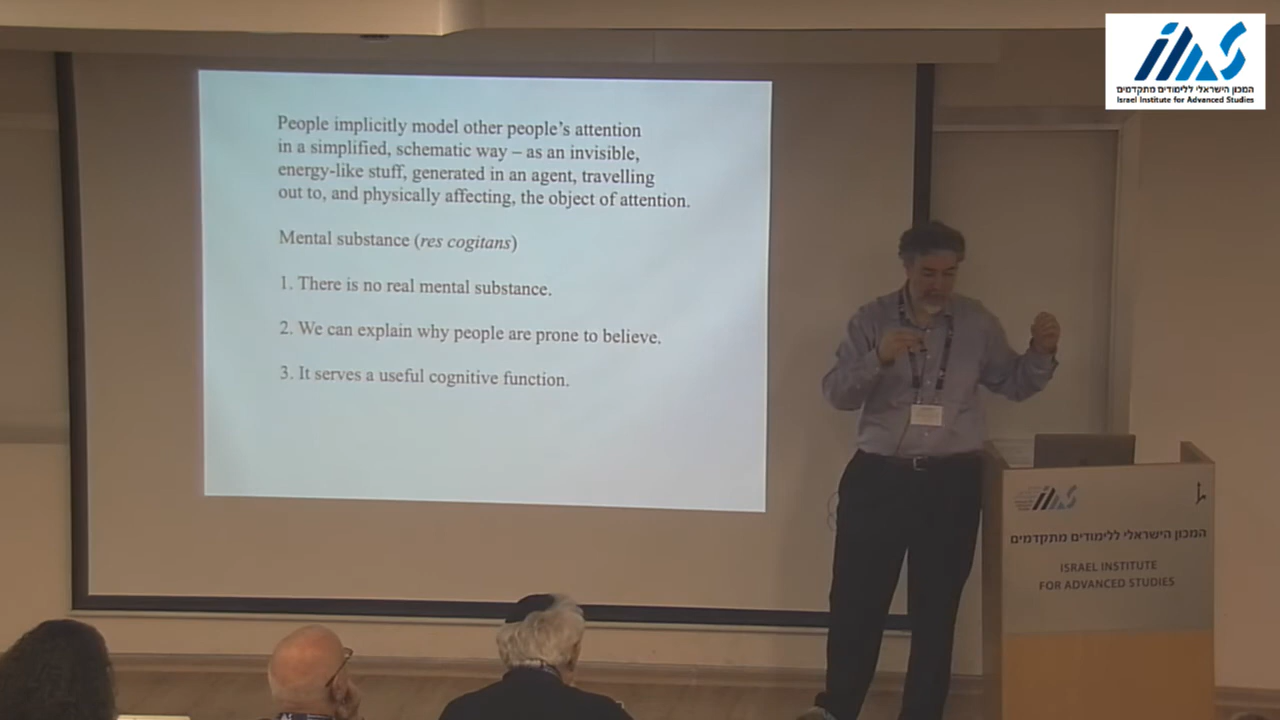 המכון הישראלי ללימודים מתקדמים
Israel Institute for Advanced Studies
People implicitly model other people's attention
in a simplified, schematic way – as an invisible,
energy-like stuff, generated in an agent, travelling
out to, and physically affecting, the object of attention.
Mental substance (res cogitans)
1. There is no real mental substance.
2. We can explain why people are prone to believe.
3. It serves a useful cognitive function.
המכון הישראלי ללימודים מתקדמים
ISRAEL INSTITUTE
FOR ADVANCED STUDIES